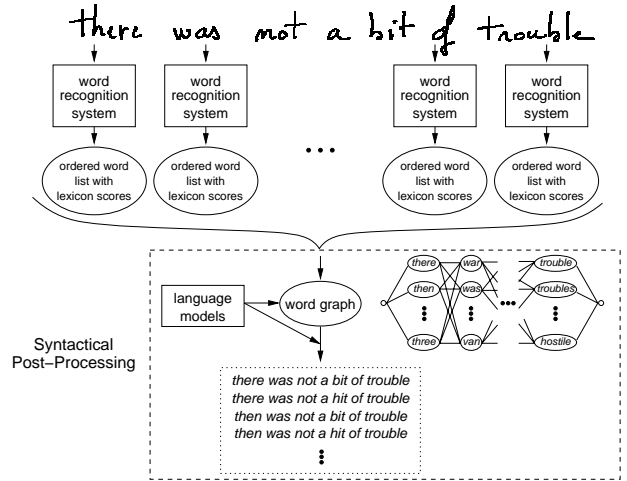 there was not a bit of trouble
word recognition system
word recognition system
word recognition system
word recognition system
ordered word list with lexicon scores
ordered word list with lexicon scores
• • •
ordered word list with lexicon scores
ordered word list with lexicon scores
there war trouble
language models
word graph
then was troubles
three van hostile
Syntactical
Post−Processing
there was not a bit of trouble
there was not a hit of trouble
then was not a bit of trouble
then was not a hit of trouble